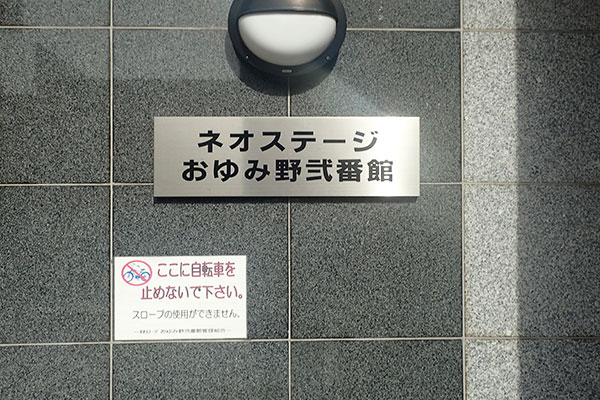 ネオステージ
おゆみ野弐番館
ここに自転車を
止めないで下さい。
スロープの使用ができません。